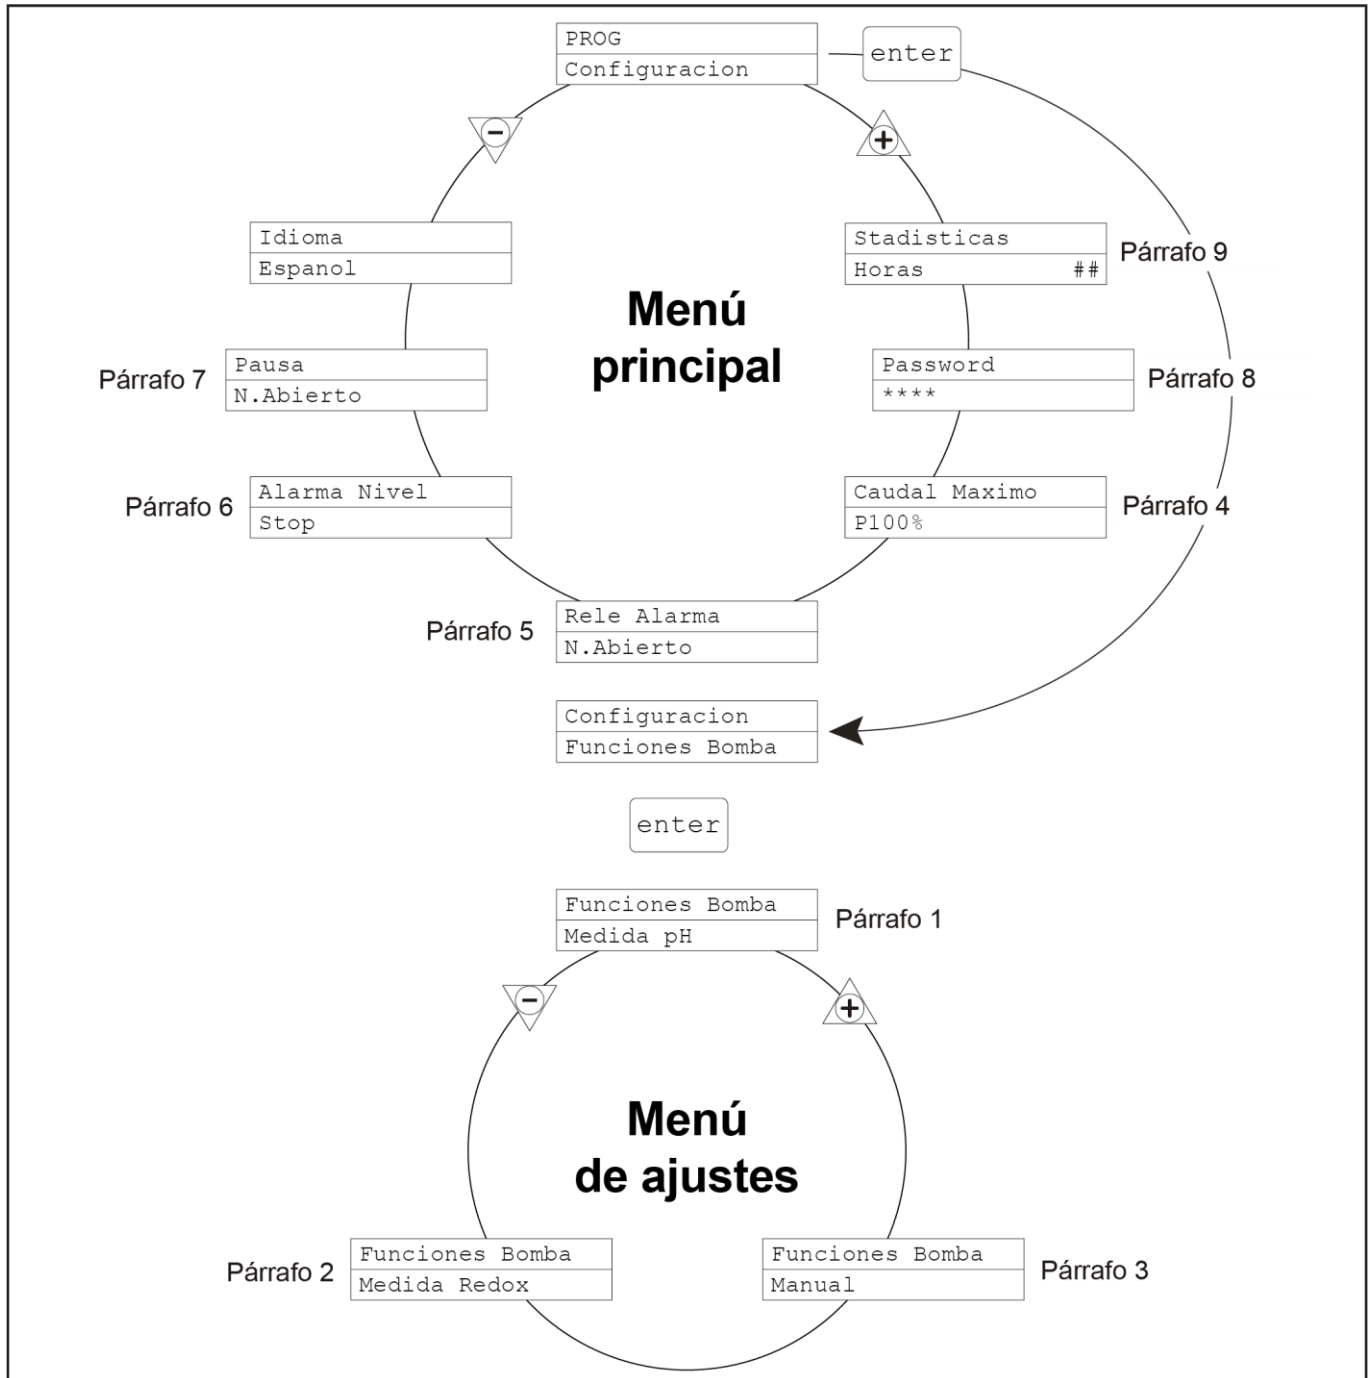 PROG
Configuracion
enter
-
+
Idioma
Espanol
Stadisticas
Horas ##
Párrafo 9
Menú
principal
Párrafo 7
Pausa
N.Abierto
Password
****
Párrafo 8
Párrafo 6
Alarma Nivel
Stop
Caudal Maximo
P100%
Párrafo 4
Párrafo 5
Rele Alarma
N.Abierto
Configuracion
Funciones Bomba
enter
Funciones Bomba
Medida pH
Párrafo 1
-
+
Menú
de ajustes
Párrafo 2
Funciones Bomba
Medida Redox
Funciones Bomba
Manual
Párrafo 3